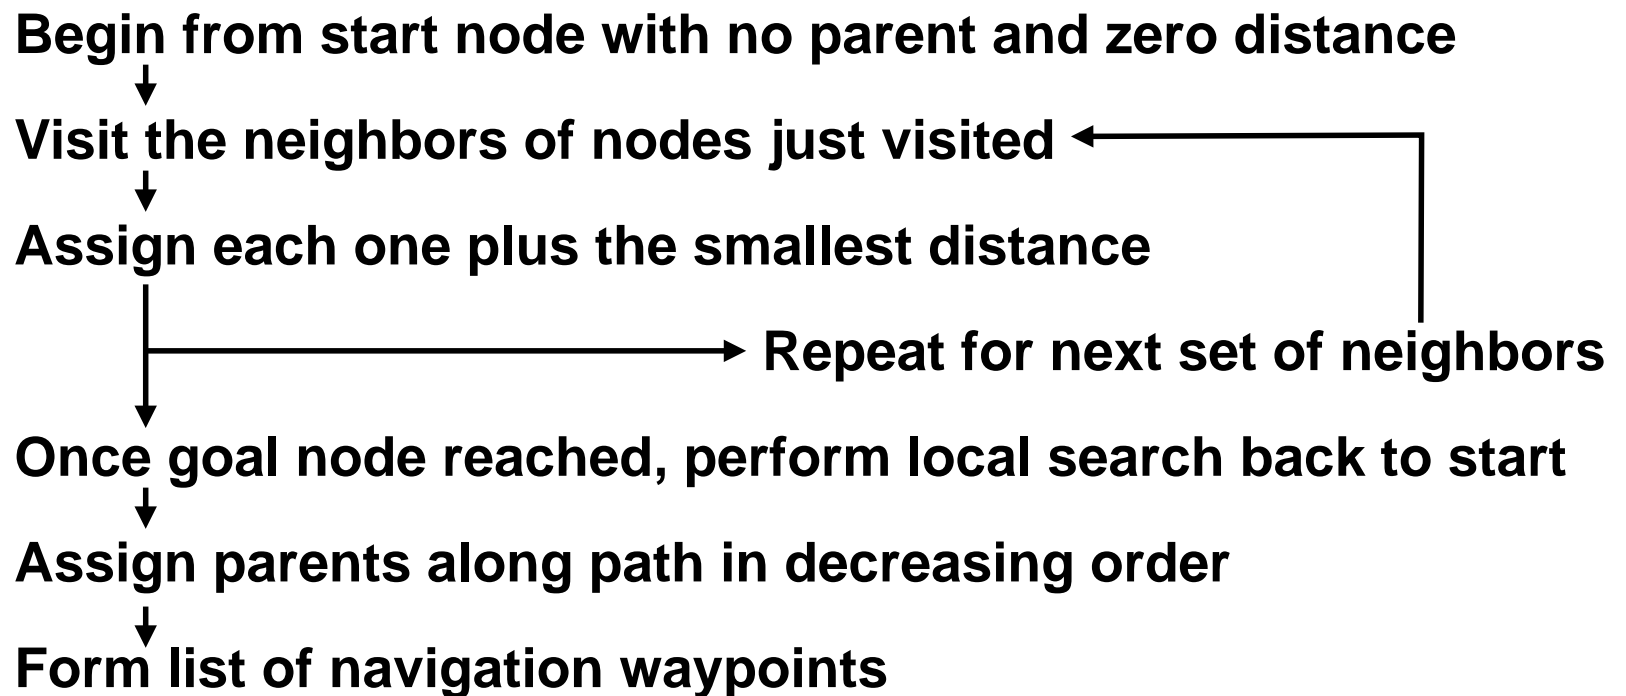 Begin from start node with no parent and zero distance
Visit the neighbors of nodes just visited
Assign each one plus the smallest distance
Repeat for next set of neighbors
Once goal node reached, perform local search back to start
Assign parents along path in decreasing order
Form list of navigation waypoints